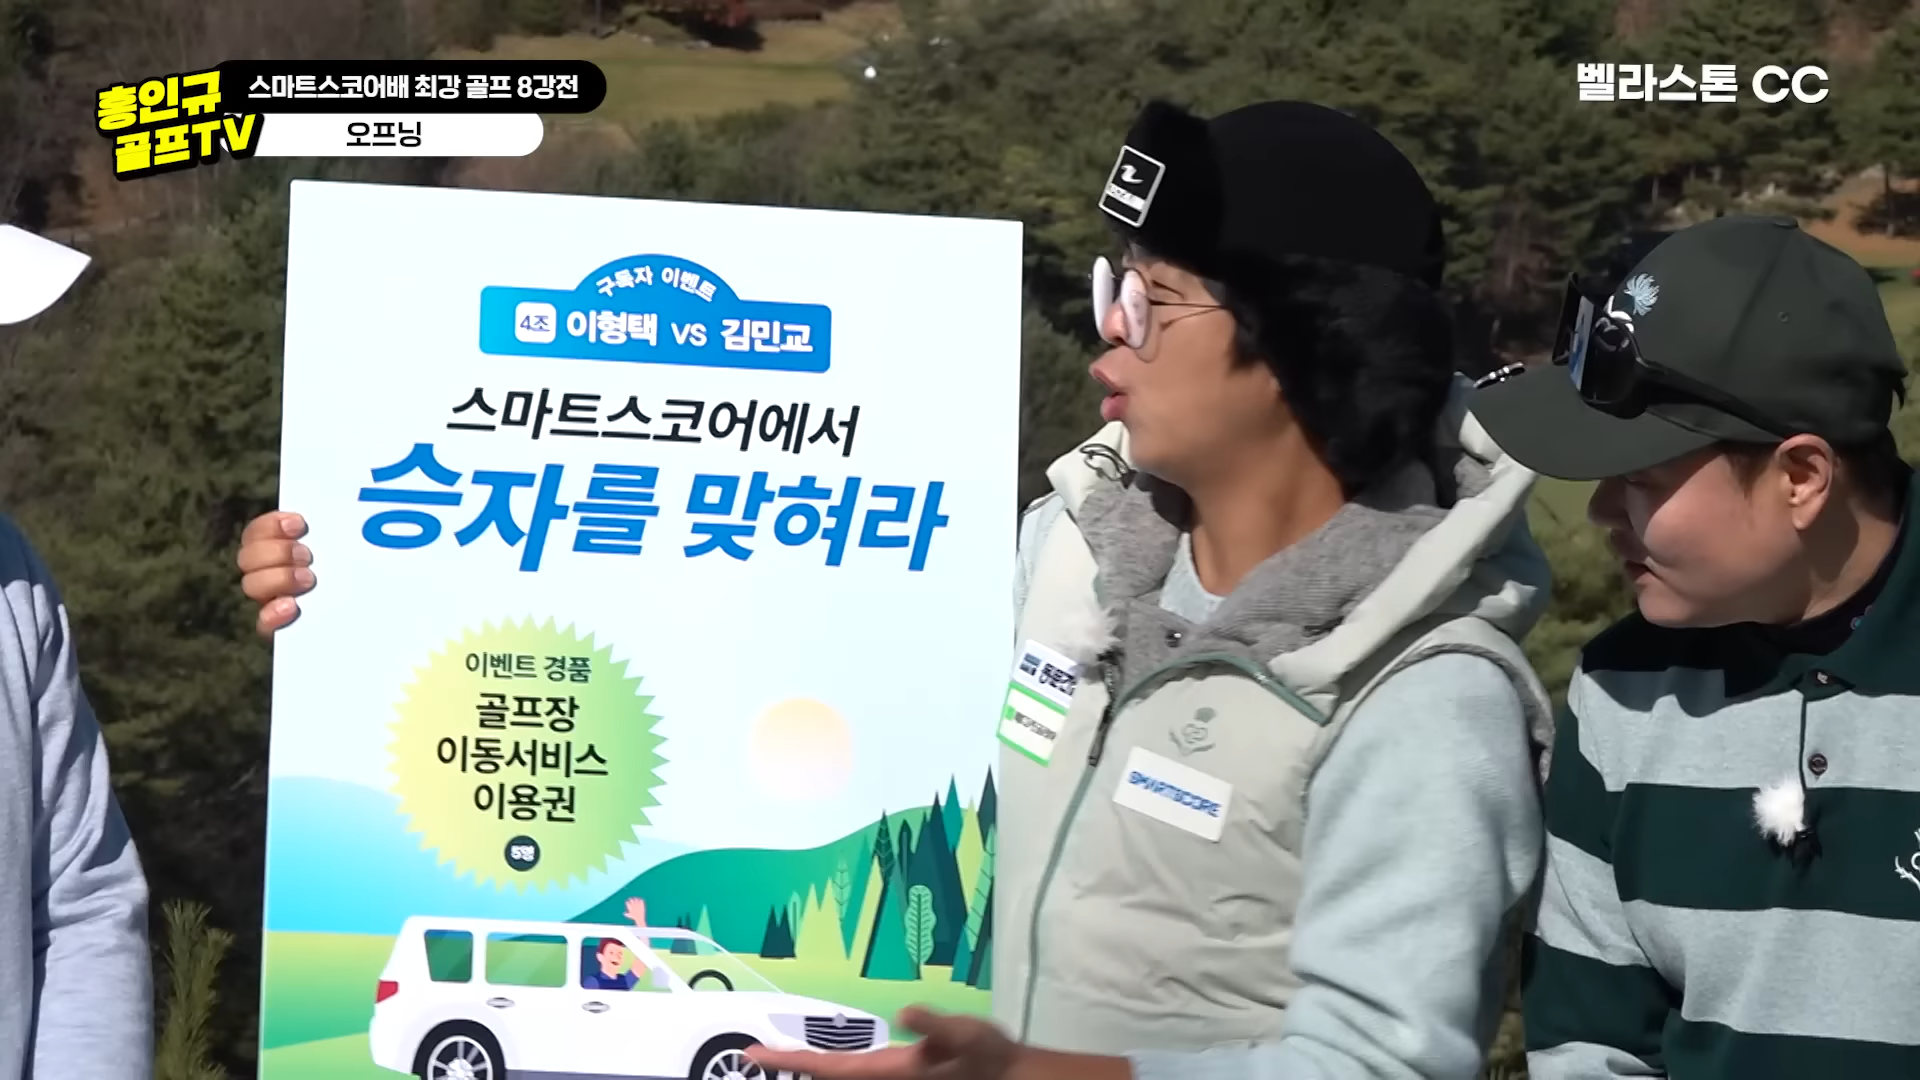 홍인규
골프TV
스마트스코어배 최강 골프 8강전
오프닝
벨라스톤 CC
구독자 이벤트
4조 이형택 VS 김민교
스마트스코어에서
승자를 맞혀라
이벤트 경품
골프장
이동서비스
이용권
5명
SMARTSCORE